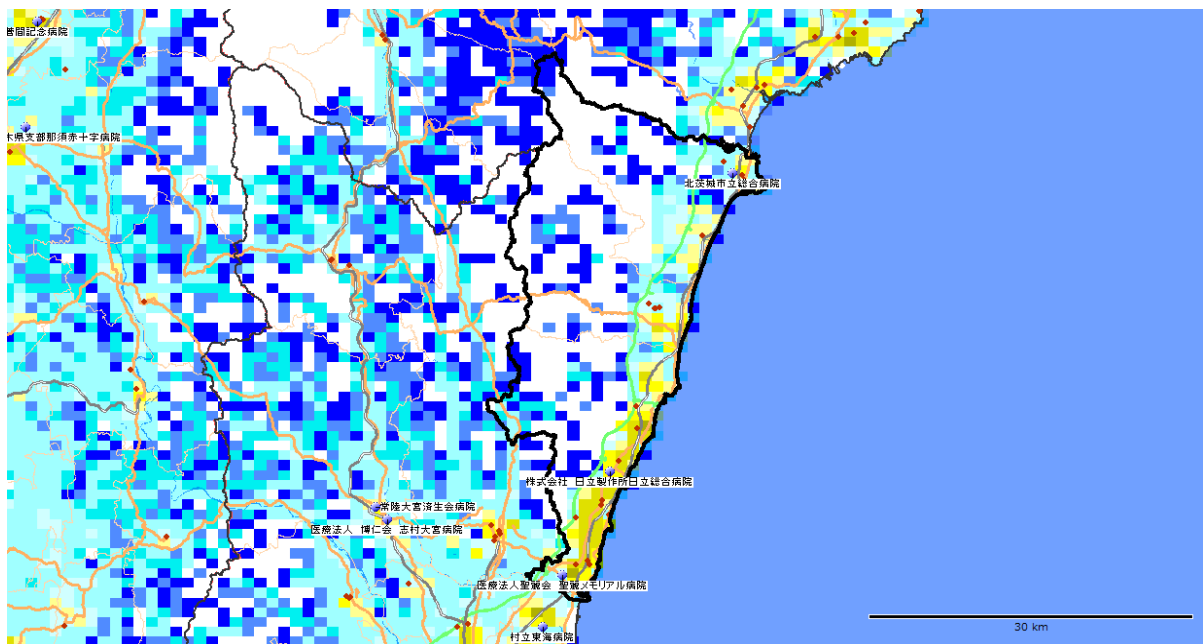 菅間記念病院
木県支部那須赤十字病院
北茨城市立総合病院
株式会社 日立製作所日立総合病院
常陸大宮済生会病院
医療法人 博仁会 志村大宮病院
医療法人聖麗会 聖麗メモリアル病院
村立東海病院
30 km